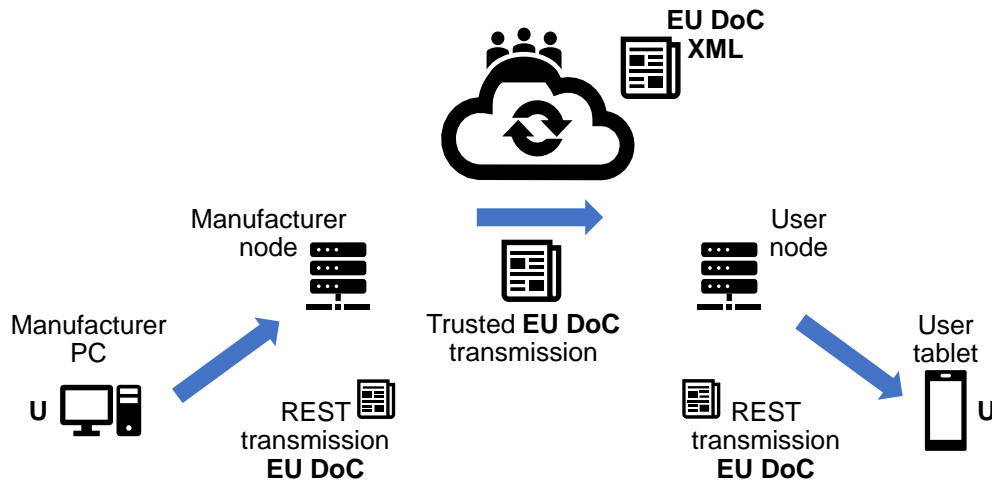 EU DoC
XML
Manufacturer
node
User
node
Trusted EU DoC
transmission
Manufacturer
PC
U
User
tablet
U
REST
transmission
EU DoC
REST
transmission
EU DoC